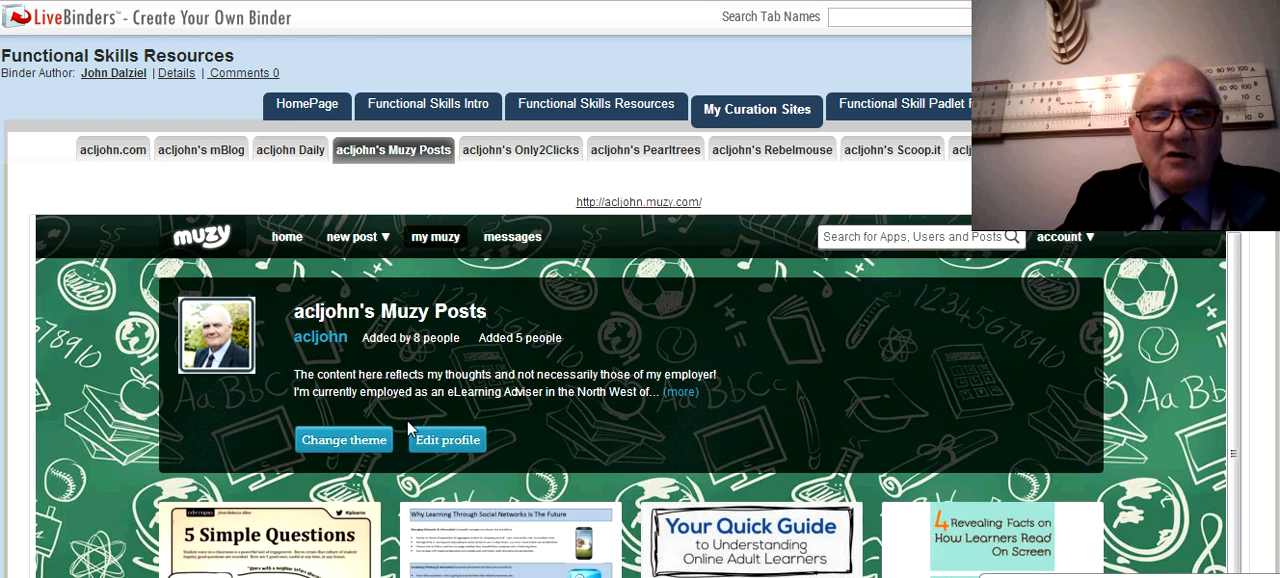 LiveBinders™ - Create Your Own Binder
Search Tab Names
Functional Skills Resources
Binder Author: John Dalziel | Details | Comments 0
HomePage
Functional Skills Intro
Functional Skills Resources
My Curation Sites
Functional Skill Padlet
acljohn.com
acljohn's mBlog
acljohn Daily
acljohn's Muzy Posts
acljohn's Only2Clicks
acljohn's Pearltrees
acljohn's Rebelmouse
acljohn's Scoop.it
http://acljohn.muzy.com/
muzy
home
new post ▼
my muzy
messages
Search for Apps, Users and Posts
account ▼
acljohn's Muzy Posts
acljohn Added by 8 people Added 5 people
The content here reflects my thoughts and not necessarily those of my employer!
I'm currently employed as an eLearning Adviser in the North West of... (more)
Change theme
Edit profile
5 Simple Questions
Why Learning Through Social Networks Is The Future
Your Quick Guide
to Understanding
Online Adult Learners
4 Revealing Facts on
How Learners Read
On Screen